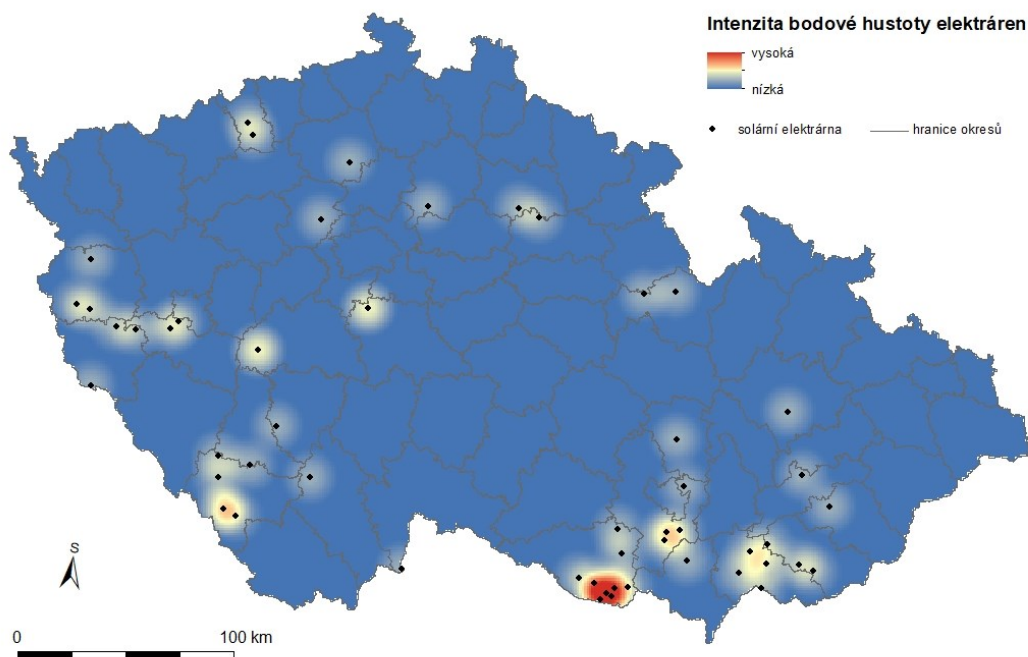 Intenzita bodové hustoty elektráren
vysoká
nízká
solární elektrárna
hranice okresů
S
0
100 km